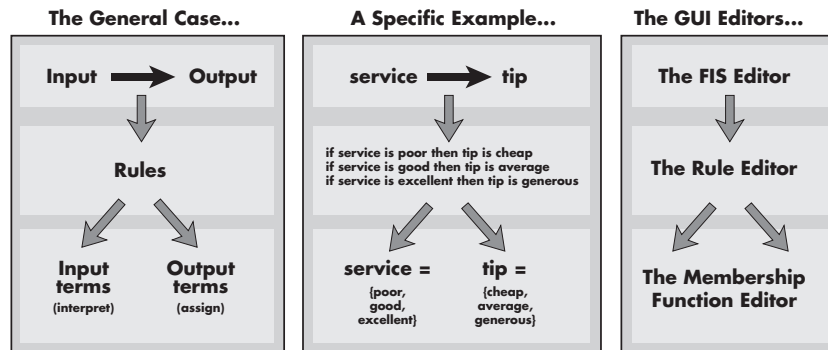 The General Case...
Input
Output
Rules
Input
terms
(interpret)
Output
terms
(assign)
A Specific Example...
service
tip
if service is poor then tip is cheap
if service is good then tip is average
if service is excellent then tip is generous
service =
{poor,
good,
excellent}
tip =
{cheap,
average,
generous}
The GUI Editors...
The FIS Editor
The Rule Editor
The Membership
Function Editor